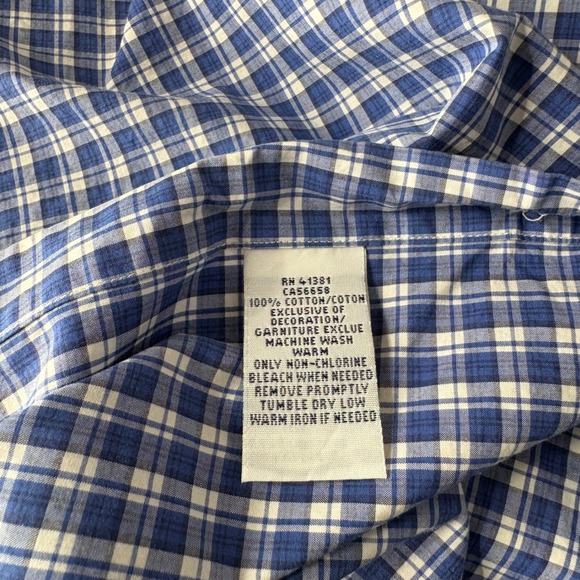 RN 41381
CA56658
100% COTTON/COTON
EXCLUSIVE OF
DECORATION/
GARNITURE EXCLUE
MACHINE WASH
WARM
ONLY NON-CHLORINE
BLEACH WHEN NEEDED
REMOVE PROMPTLY
TUMBLE DRY LOW
WARM IRON IF NEEDED